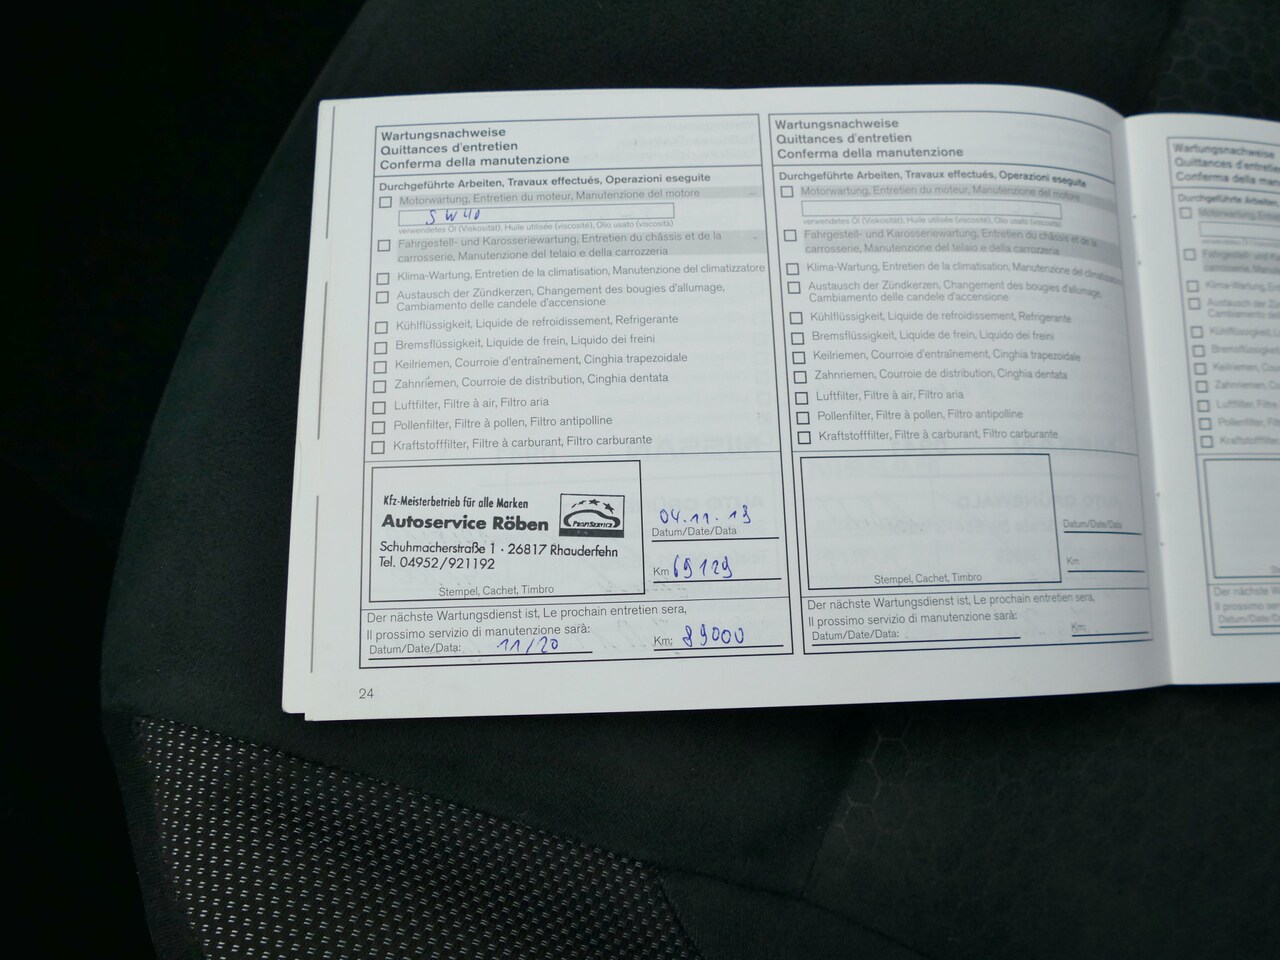 Wartungsnachweise
Quittances d'entretien
Conferma della manutenzione
Durchgeführte Arbeiten, Travaux effectués, Operazioni eseguite
Motorwartung, Entretien du moteur, Manutenzione del motore
5W40
verwendetes Öl (Viskosität), Huile utilisée (viscosité), Olio usato (viscosità)
Fahrgestell- und Karosseriewartung, Entretien du châssis et de la
carrosserie, Manutenzione del telaio e della carrozzeria
Klima-Wartung, Entretien de la climatisation, Manutenzione del climatizzatore
Austausch der Zündkerzen, Changement des bougies d'allumage,
Cambiamento delle candele d'accensione
Kühlflüssigkeit, Liquide de refroidissement, Refrigerante
Bremsflüssigkeit, Liquide de frein, Liquido dei freini
Keilriemen, Courroie d'entraînement, Cinghia trapezoidale
Zahnriemen, Courroie de distribution, Cinghia dentata
Luftfilter, Filtre à air, Filtro aria
Pollenfilter, Filtre à pollen, Filtro antipolline
Kraftstofffilter, Filtre à carburant, Filtro carburante
Kfz-Meisterbetrieb für alle Marken
Autoservice Röben
PROFI SERVICE
Schuhmacherstraße 1 · 26817 Rhauderfehn
Tel. 04952/921192
Stempel, Cachet, Timbro
04.11.19
Datum/Date/Data
Km 69129
Der nächste Wartungsdienst ist, Le prochain entretien sera,
Il prossimo servizio di manutenzione sarà:
Datum/Date/Data: 11/20 Km: 89000
24
Wartungsnachweise
Quittances d'entretien
Conferma della manutenzione
Durchgeführte Arbeiten, Travaux effectués, Operazioni eseguite
Motorwartung, Entretien du moteur, Manutenzione del motore
verwendetes Öl (Viskosität), Huile utilisée (viscosité), Olio usato (viscosità)
Fahrgestell- und Karosseriewartung, Entretien du châssis et de la
carrosserie, Manutenzione del telaio e della carrozzeria
Klima-Wartung, Entretien de la climatisation, Manutenzione del
Austausch der Zündkerzen, Changement des bougies d'allumage,
Cambiamento delle candele d'accensione
Kühlflüssigkeit, Liquide de refroidissement, Refrigerante
Bremsflüssigkeit, Liquide de frein, Liquido dei freini
Keilriemen, Courroie d'entraînement, Cinghia trapezoidale
Zahnriemen, Courroie de distribution, Cinghia dentata
Luftfilter, Filtre à air, Filtro aria
Pollenfilter, Filtre à pollen, Filtro antipolline
Kraftstofffilter, Filtre à carburant, Filtro carburante
Stempel, Cachet, Timbro
Datum/Date/Data
Km
Der nächste Wartungsdienst ist, Le prochain entretien sera,
Il prossimo servizio di manutenzione sarà:
Datum/Date/Data: Km:
Wartungsnachweise
Quittances d'entretien
Conferma della
Durchgeführte